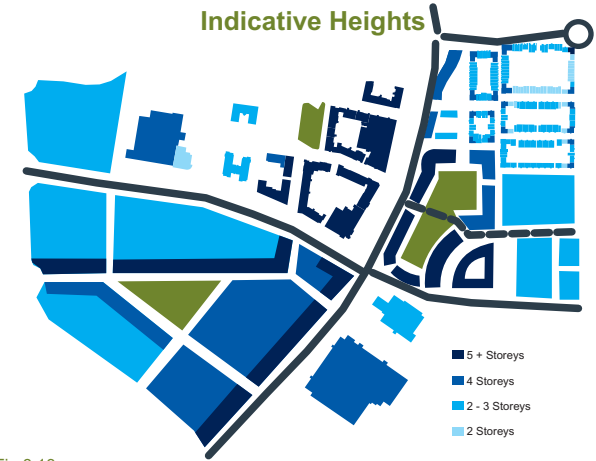 Indicative Heights
5 + Storeys
4 Storeys
2 - 3 Storeys
2 Storeys